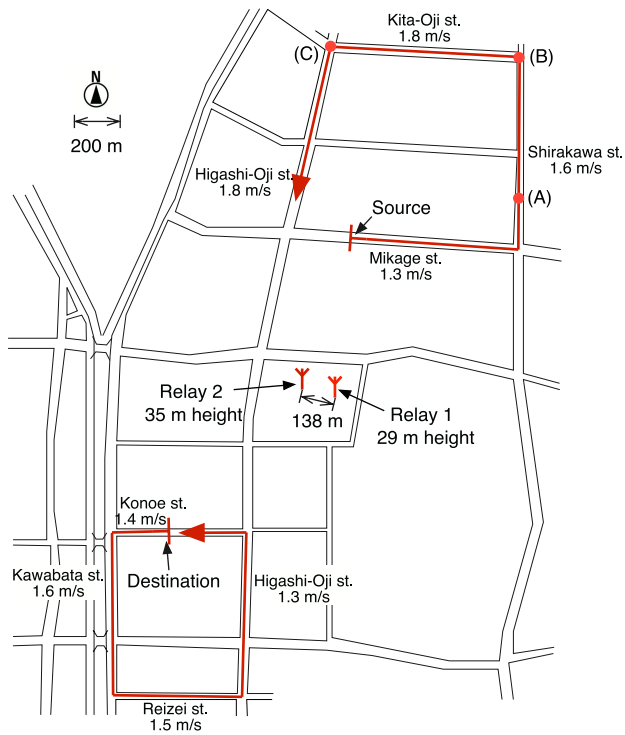 Kita-Oji st.
1.8 m/s
(C)
(B)
N
200 m
Shirakawa st.
1.6 m/s
Higashi-Oji st.
1.8 m/s
(A)
Source
Mikage st.
1.3 m/s
Relay 2
35 m height
138 m
Relay 1
29 m height
Konoe st.
1.4 m/s
Kawabata st.
1.6 m/s
Destination
Higashi-Oji st.
1.3 m/s
Reizei st.
1.5 m/s